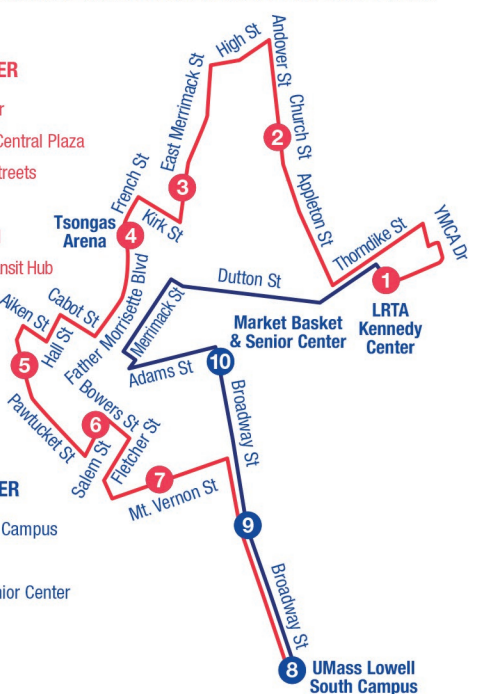 ER
r
Central Plaza
treets
nsit Hub
High St
Andover St
East Merrimack St
Church St
2
French St
3
Kirk St
Appleton St
Tsongas
Arena
4
Thorndike St
YMCA Dr
1
LRTA
Kennedy
Center
Father Morrisette Blvd
Merrimack St
Dutton St
Market Basket
& Senior Center
Aiken St
Cabot St
Hall St
5
Adams St
10
Bowers St
6
Pawtucket St
Salem St
Fletcher St
Broadway St
7
Mt. Vernon St
ER
Campus
nior Center
9
Broadway St
8
UMass Lowell
South Campus